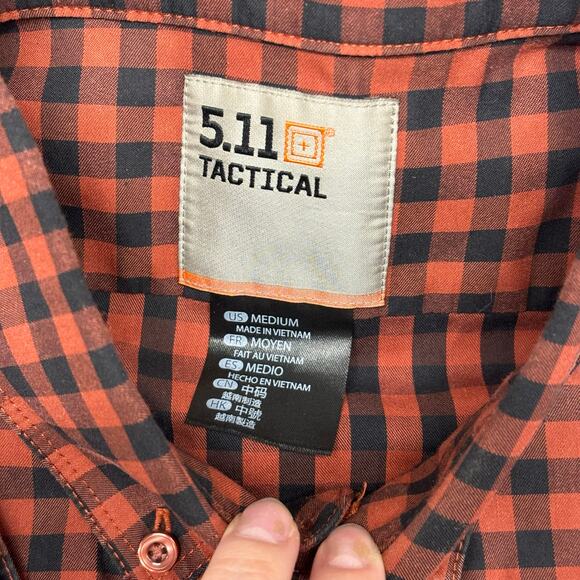 5.11®
TACTICAL
US MEDIUM
MADE IN VIETNAM
FR MOYEN
FAIT AU VIETNAM
ES MEDIO
HECHO EN VIETNAM
CN 中码
越南制造
HK 中號
越南製造